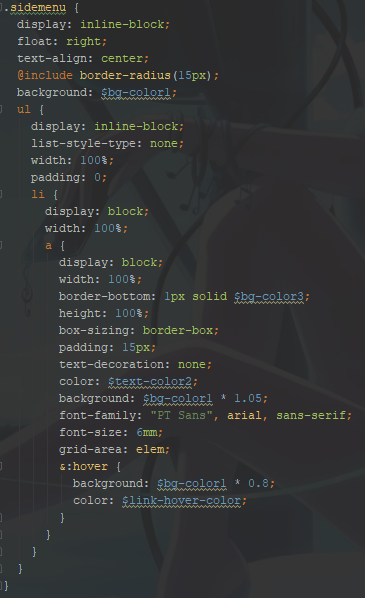 .sidemenu {
display: inline-block;
float: right;
text-align: center;
@include border-radius(15px);
background: $bg-color1;
ul {
display: inline-block;
list-style-type: none;
width: 100%;
padding: 0;
li {
display: block;
width: 100%;
a {
display: block;
width: 100%;
border-bottom: 1px solid $bg-color3;
height: 100%;
box-sizing: border-box;
padding: 15px;
text-decoration: none;
color: $text-color2;
background: $bg-color1 * 1.05;
font-family: "PT Sans", arial, sans-serif;
font-size: 6mm;
grid-area: elem;
&:hover {
background: $bg-color1 * 0.8;
color: $link-hover-color;
}
}
}
}
}